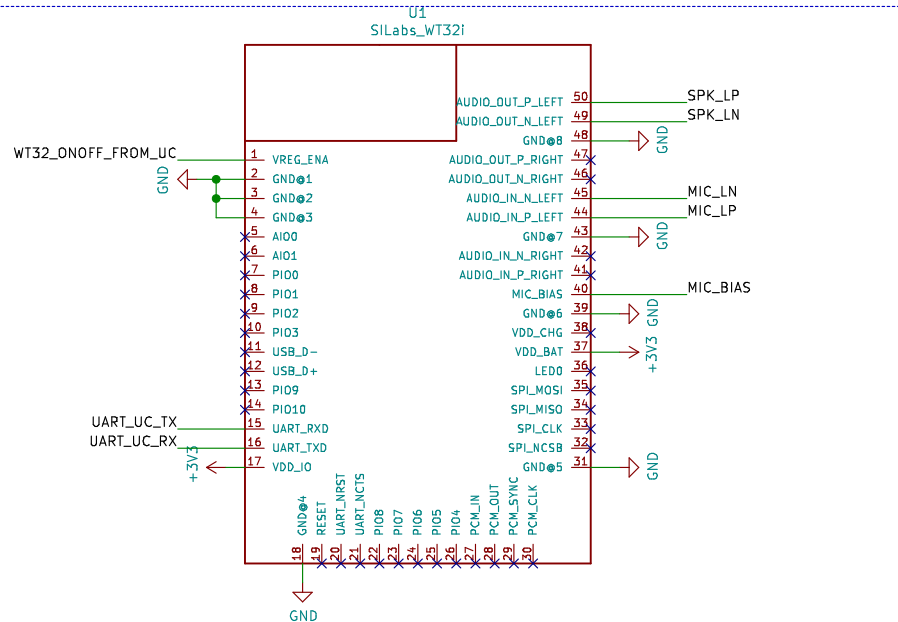 U1
SILabs_WT32i
50 AUDIO_OUT_P_LEFT SPK_LP
49 AUDIO_OUT_N_LEFT SPK_LN
48 GND@8 GND
WT32_ONOFF_FROM_UC 1 VREG_ENA AUDIO_OUT_P_RIGHT 47
GND 2 GND@1 AUDIO_OUT_N_RIGHT 46
3 GND@2 AUDIO_IN_N_LEFT 45 MIC_LN
4 GND@3 AUDIO_IN_P_LEFT 44 MIC_LP
5 AIO0 GND@7 43 GND
6 AIO1 AUDIO_IN_N_RIGHT 42
7 PIO0 AUDIO_IN_P_RIGHT 41
8 PIO1 MIC_BIAS 40 MIC_BIAS
9 PIO2 GND@6 39 GND
10 PIO3 VDD_CHG 38
11 USB_D- VDD_BAT 37 +3V3
12 USB_D+ LED0 36
13 PIO9 SPI_MOSI 35
14 PIO10 SPI_MISO 34
UART_UC_TX 15 UART_RXD SPI_CLK 33
UART_UC_RX 16 UART_TXD SPI_NCSB 32
+3V3 17 VDD_IO GND@5 31 GND
18 GND@4
19 RESET
20 UART_NRST
21 UART_NCTS
22 PIO8
23 PIO7
24 PIO6
25 PIO5
26 PIO4
27 PCM_IN
28 PCM_OUT
29 PCM_SYNC
30 PCM_CLK
GND